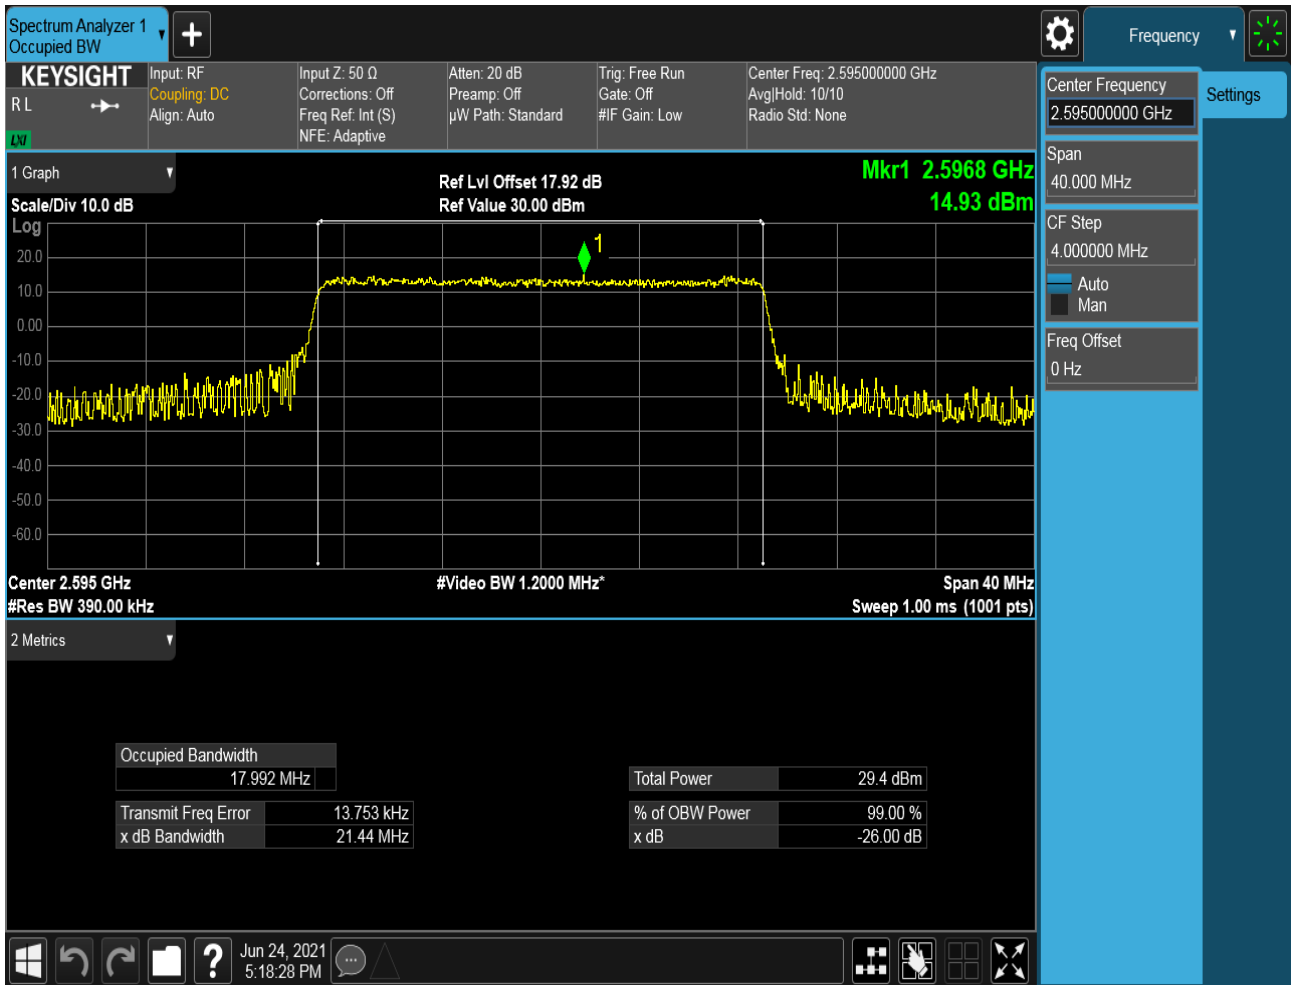 Spectrum Analyzer 1
Occupied BW
Frequency
KEYSIGHT
R L
LXI
Input: RF
Coupling: DC
Align: Auto
Input Z: 50 Ω
Corrections: Off
Freq Ref: Int (S)
NFE: Adaptive
Atten: 20 dB
Preamp: Off
µW Path: Standard
Trig: Free Run
Gate: Off
#IF Gain: Low
Center Freq: 2.595000000 GHz
Avg|Hold: 10/10
Radio Std: None
Center Frequency
2.595000000 GHz
Settings
Span
40.000 MHz
CF Step
4.000000 MHz
Auto
Man
Freq Offset
0 Hz
1 Graph
Scale/Div 10.0 dB
Log
Ref Lvl Offset 17.92 dB
Ref Value 30.00 dBm
Mkr1 2.5968 GHz
14.93 dBm
1
20.0
10.0
0.00
-10.0
-20.0
-30.0
-40.0
-50.0
-60.0
Center 2.595 GHz
#Video BW 1.2000 MHz*
Span 40 MHz
#Res BW 390.00 kHz
Sweep 1.00 ms (1001 pts)
2 Metrics
Occupied Bandwidth
17.992 MHz
Total Power 29.4 dBm
Transmit Freq Error 13.753 kHz
% of OBW Power 99.00 %
x dB Bandwidth 21.44 MHz
x dB -26.00 dB
?
Jun 24, 2021
5:18:28 PM